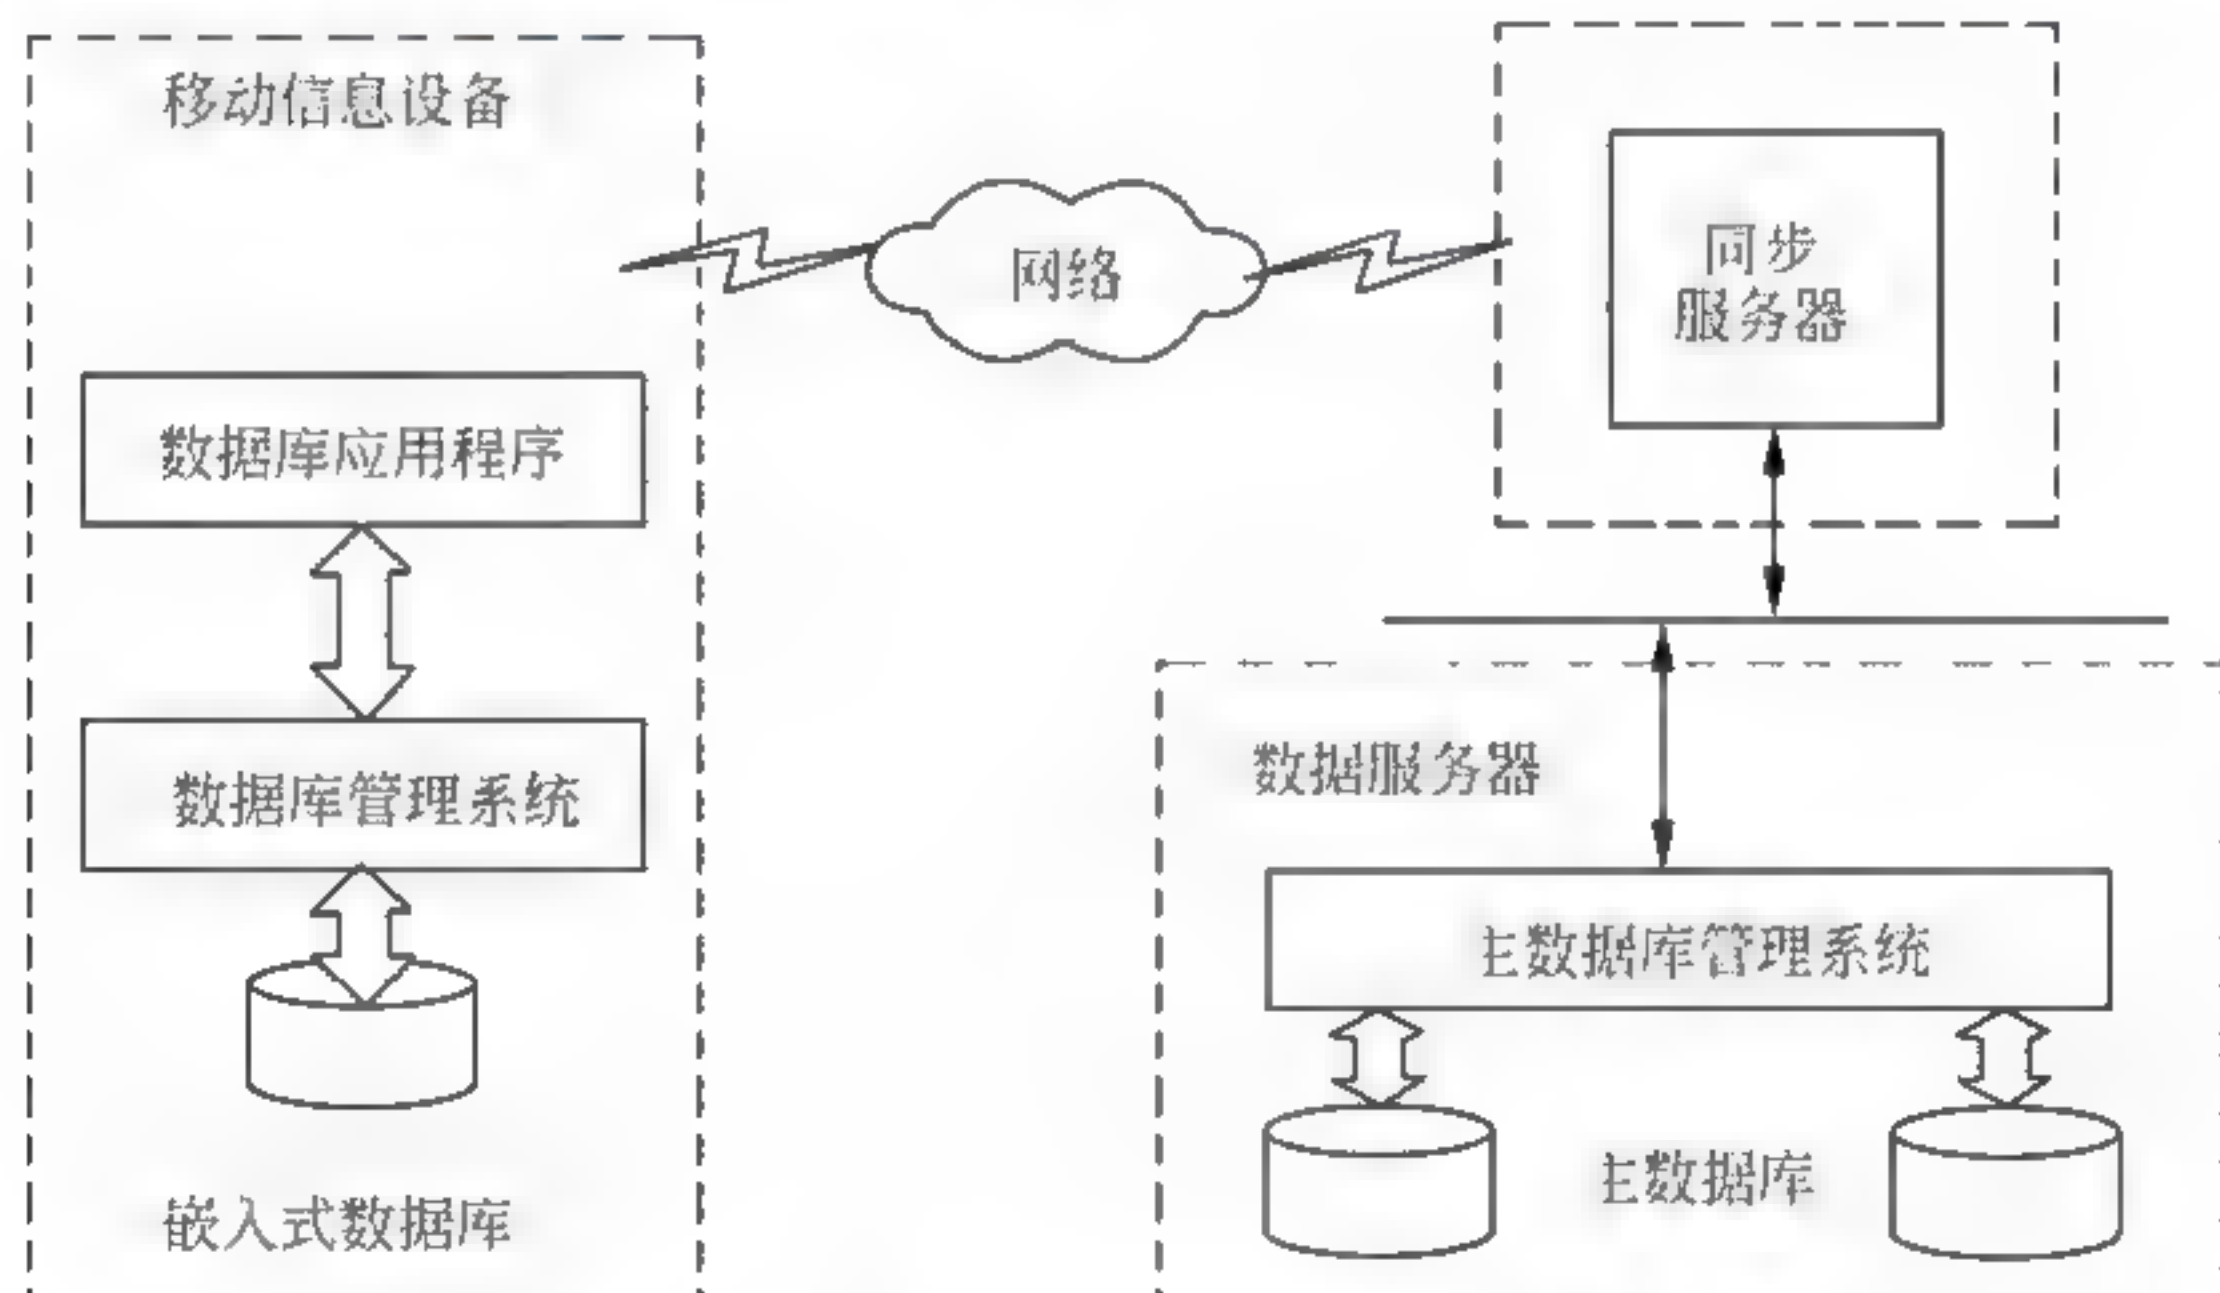 移动信息设备
网络
同步
服务器
数据库应用程序
数据库管理系统
嵌入式数据库
数据服务器
主数据库管理系统
主数据库